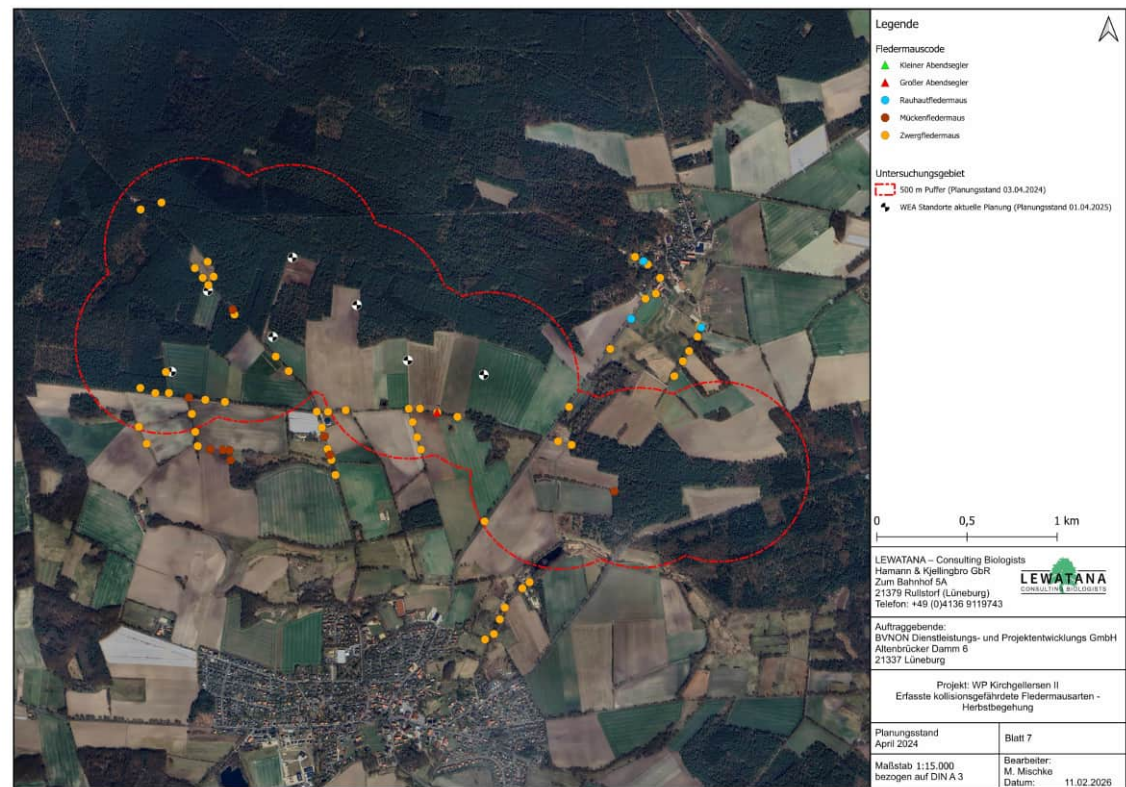 Legende
Fledermauscode
Kleiner Abendsegler
Großer Abendsegler
Rauhautfledermaus
Mückenfledermaus
Zwergfledermaus
Untersuchungsgebiet
500 m Puffer (Planungsstand 03.04.2024)
WEA Standorte aktuelle Planung (Planungsstand 01.04.2025)
0 0,5 1 km
LEWATANA – Consulting Biologists
Hamann & Kjellingbro GbR
Zum Bahnhof 5A
21379 Rullstorf (Lüneburg)
Telefon: +49 (0)4136 9119743
LEWATANA
CONSULTING BIOLOGISTS
Auftraggebende:
BVNON Dienstleistungs- und Projektentwicklungs GmbH
Altenbrücker Damm 6
21337 Lüneburg
Projekt: WP Kirchgellersen II
Erfasste kollisionsgefährdete Fledermausarten -
Herbstbegehung
Planungsstand
April 2024
Blatt 7
Maßstab 1:15.000
bezogen auf DIN A 3
Bearbeiter:
M. Mischke
Datum: 11.02.2026